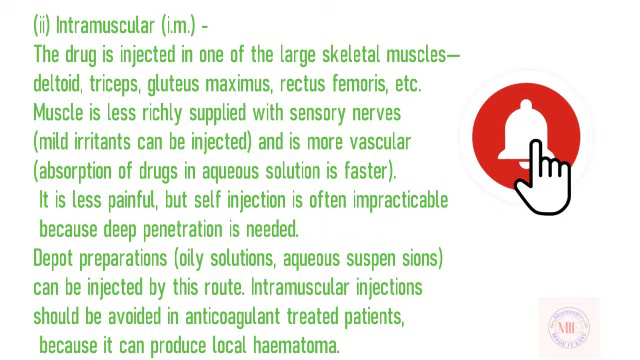 (ii) Intramuscular (i.m.) -
The drug is injected in one of the large skeletal muscles—
deltoid, triceps, gluteus maximus, rectus femoris, etc.
Muscle is less richly supplied with sensory nerves
(mild irritants can be injected) and is more vascular
(absorption of drugs in aqueous solution is faster).
It is less painful, but self injection is often impracticable
because deep penetration is needed.
Depot preparations (oily solutions, aqueous suspen sions)
can be injected by this route. Intramuscular injections
should be avoided in anticoagulant treated patients,
because it can produce local haematoma.
MIE
MADE IT EASY